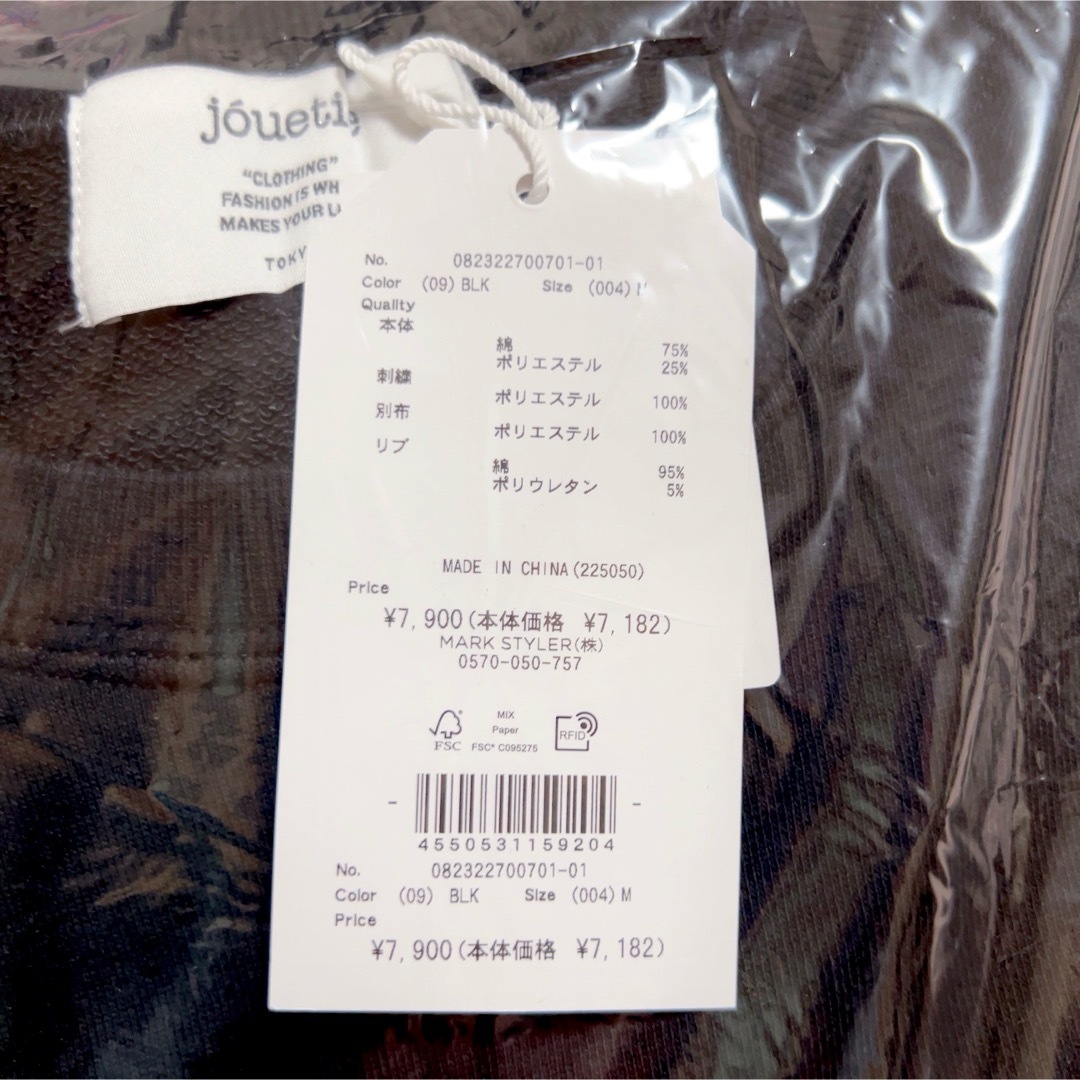 jóueti
"CLOTHING"
FASHION IS WH
MAKES YOUR L
TOKY
No. 082322700701-01
Color (09) BLK Size (004) M
Quality
本体
綿 75%
ポリエステル 25%
刺繍
ポリエステル 100%
別布
ポリエステル 100%
リブ
綿 95%
ポリウレタン 5%
MADE IN CHINA(225050)
Price
¥7,900(本体価格 ¥7,182)
MARK STYLER(株)
0570-050-757
FSC
MIX
Paper
FSC® C095275
RFID
4550531159204
No. 082322700701-01
Color (09) BLK Size (004) M
Price
¥7,900(本体価格 ¥7,182)